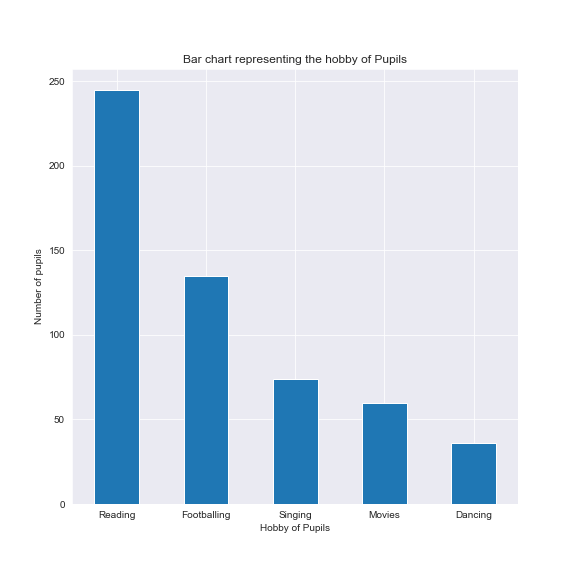 Bar chart representing the hobby of Pupils
250
200
150
100
50
0
Number of pupils
Reading Footballing Singing Movies Dancing
Hobby of Pupils